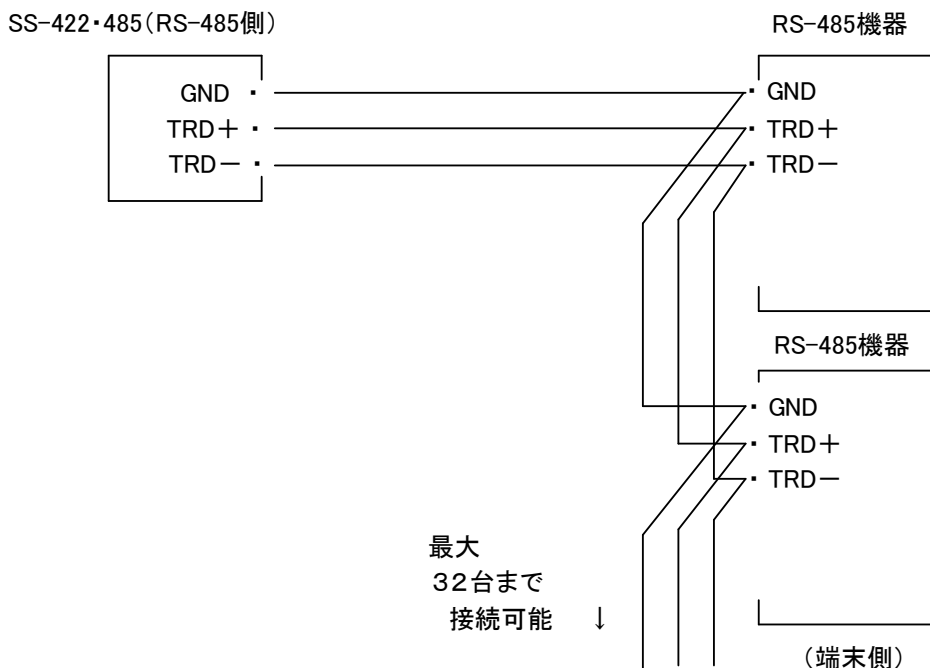 SS-422・485(RS-485側)
RS-485機器
GND
TRD＋
TRD－
GND
TRD＋
TRD－
RS-485機器
GND
TRD＋
TRD－
最大
３２台まで
接続可能 ↓
(端末側)